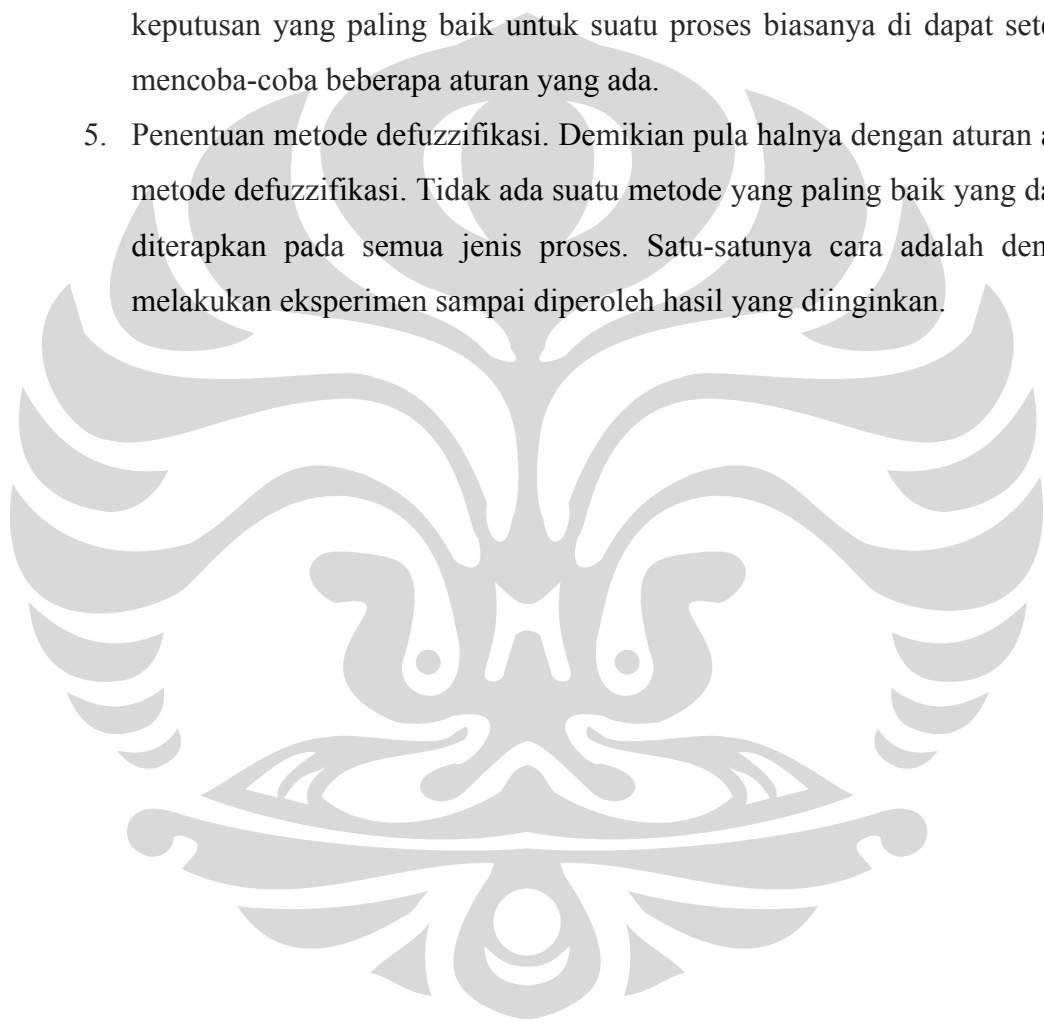 keputusan yang paling baik untuk suatu proses biasanya di dapat
mencoba-coba beberapa aturan yang ada.
5. Penentuan metode defuzzifikasi. Demikian pula halnya dengan aturan
metode defuzzifikasi. Tidak ada suatu metode yang paling baik yang
diterapkan pada semua jenis proses. Satu-satunya cara adalah
melakukan eksperimen sampai diperoleh hasil yang diinginkan.